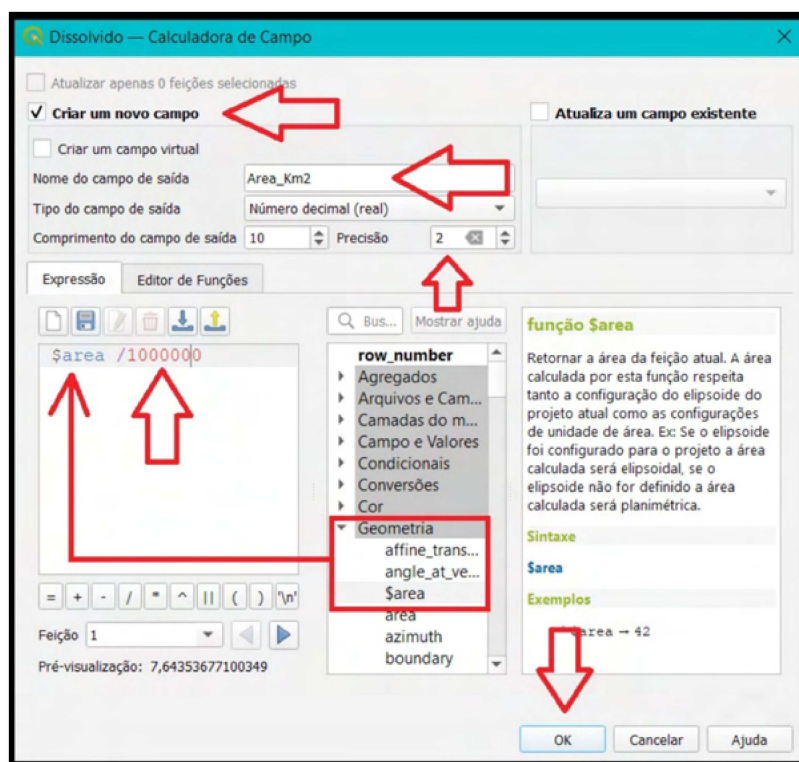 Dissolvido — Calculadora de Campo
Atualizar apenas 0 feições selecionadas
Criar um novo campo
Atualiza um campo existente
Criar um campo virtual
Nome do campo de saída Area_Km2
Tipo do campo de saída Número decimal (real)
Comprimento do campo de saída 10 Precisão 2
Expressão Editor de Funções
Bus... Mostrar ajuda
$area /1000000
row_number
Agregados
Arquivos e Cam...
Camadas do m...
Campo e Valores
Condicionais
Conversões
Cor
Geometria
affine_trans...
angle_at_ve...
$area
area
azimuth
boundary
função $area
Retornar a área da feição atual. A área
calculada por esta função respeita
tanto a configuração do elipsoide do
projeto atual como as configurações
de unidade de área. Ex: Se o elipsoide
foi configurado para o projeto a área
calculada será elipsoidal, se o
elipsoide não for definido a área
calculada será planimétrica.
Sintaxe
$area
Exemplos
$area → 42
= + - / * ^ || ( ) '\n'
Feição 1
Pré-visualização: 7,64353677100349
OK Cancelar Ajuda